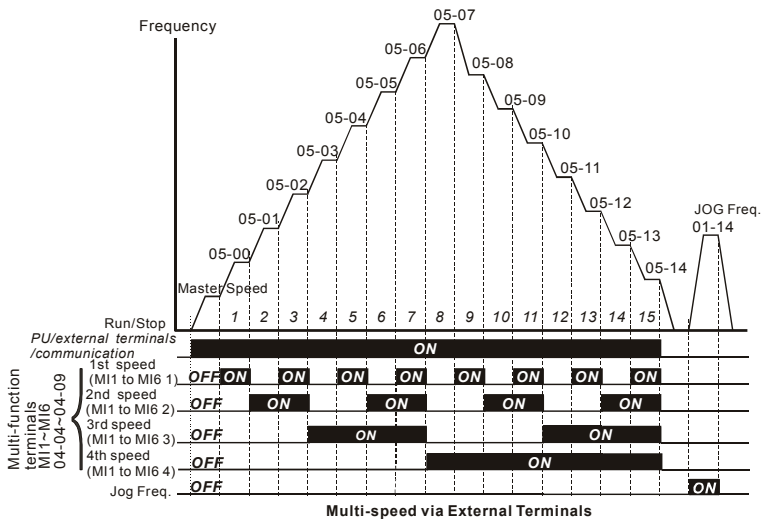 Frequency
05-07
05-06
05-08
05-05
05-09
05-04
05-10
05-03
05-11
05-02
05-12
05-01
05-13
05-00
05-14
Master Speed
JOG Freq.
01-14
Run/Stop
1 2 3 4 5 6 7 8 9 10 11 12 13 14 15
PU/external terminals
/communication
ON
Multi-function
terminals
MI1~MI6
04-04~04-09
1st speed
(MI1 to MI6 1)
OFF ON ON ON ON ON ON ON ON
2nd speed
(MI1 to MI6 2)
OFF ON ON ON ON
3rd speed
(MI1 to MI6 3)
OFF ON ON
4th speed
(MI1 to MI6 4)
OFF ON
Jog Freq.
OFF ON
Multi-speed via External Terminals